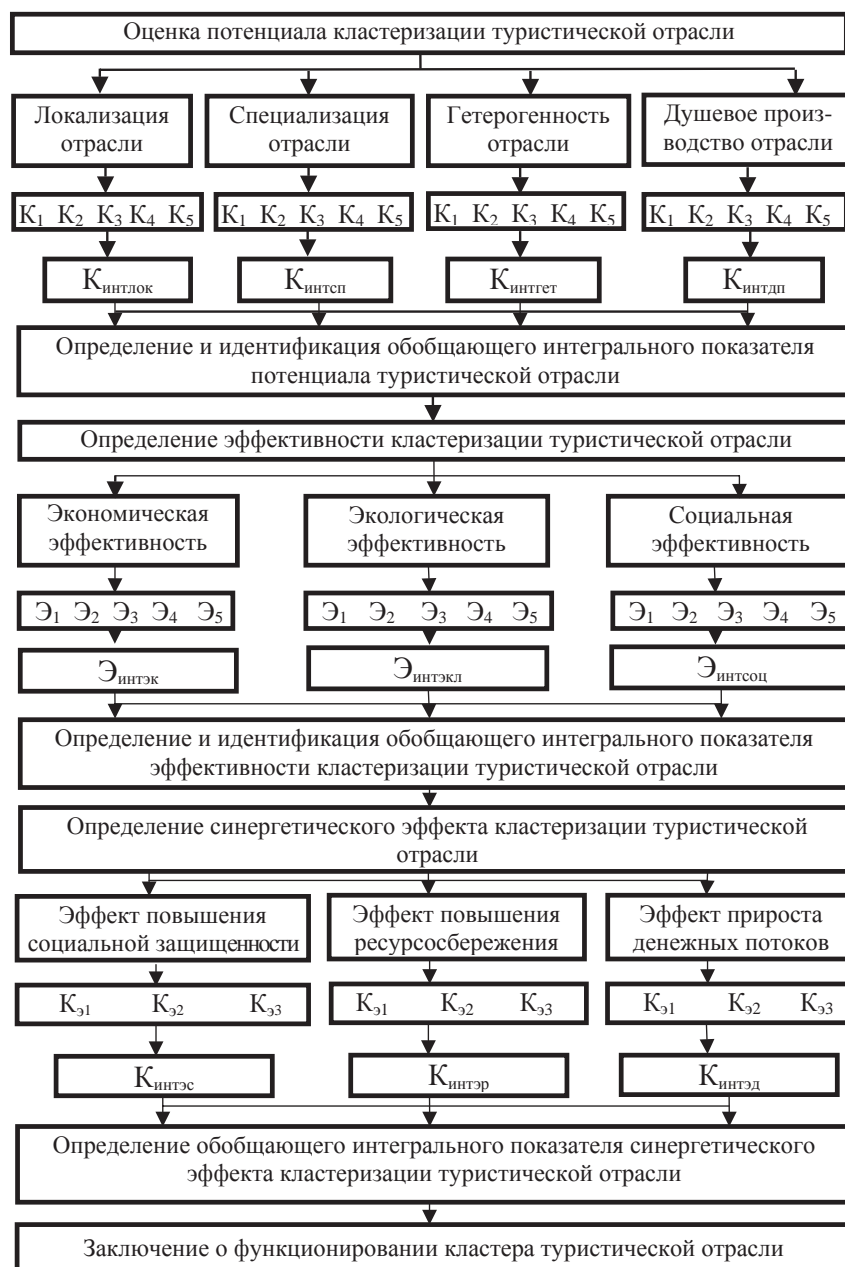 Оценка потенциала кластеризации туристической отрасли
Локализация
отрасли
Специализация
отрасли
Гетерогенность
отрасли
Душевое произ-
водство отрасли
К1 К2 К3 К4 К5
К1 К2 К3 К4 К5
К1 К2 К3 К4 К5
К1 К2 К3 К4 К5
Кинтлок
Кинтсп
Кинтгет
Кинтдп
Определение и идентификация обобщающего интегрального показателя
потенциала туристической отрасли
Определение эффективности кластеризации туристической отрасли
Экономическая
эффективность
Экологическая
эффективность
Социальная
эффективность
Э1 Э2 Э3 Э4 Э5
Э1 Э2 Э3 Э4 Э5
Э1 Э2 Э3 Э4 Э5
Эинтэк
Эинтэкл
Эинтсоц
Определение и идентификация обобщающего интегрального показателя
эффективности кластеризации туристической отрасли
Определение синергетического эффекта кластеризации туристической
отрасли
Эффект повышения
социальной защищенности
Эффект повышения
ресурсосбережения
Эффект прироста
денежных потоков
Кэ1 Кэ2 Кэ3
Кэ1 Кэ2 Кэ3
Кэ1 Кэ2 Кэ3
Кинтэс
Кинтэр
Кинтэд
Определение обобщающего интегрального показателя синергетического
эффекта кластеризации туристической отрасли
Заключение о функционировании кластера туристической отрасли